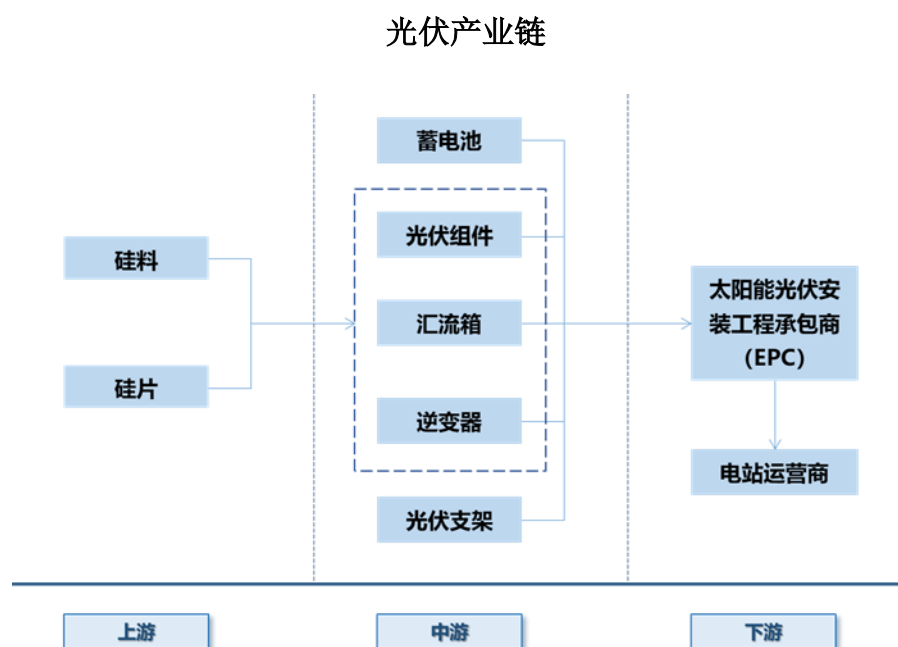 光伏产业链
蓄电池
光伏组件
硅料
汇流箱
硅片
逆变器
光伏支架
太阳能光伏安
装工程承包商
（EPC）
电站运营商
上游
中游
下游